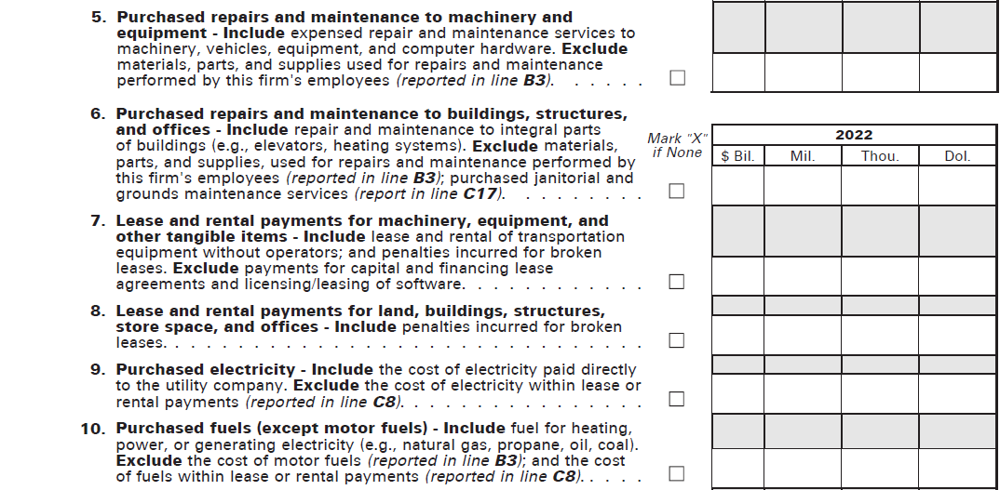 5. Purchased repairs and maintenance to machinery and
equipment - Include expensed repair and maintenance services to
machinery, vehicles, equipment, and computer hardware. Exclude
materials, parts, and supplies used for repairs and maintenance
performed by this firm's employees (reported in line B3). . . . . .
6. Purchased repairs and maintenance to buildings, structures,
and offices - Include repair and maintenance to integral parts
of buildings (e.g., elevators, heating systems). Exclude materials,
parts, and supplies, used for repairs and maintenance performed by
this firm's employees (reported in line B3); purchased janitorial and
grounds maintenance services (report in line C17). . . . . . . . .
Mark "X"
if None
2022
$ Bil. Mil. Thou. Dol.
7. Lease and rental payments for machinery, equipment, and
other tangible items - Include lease and rental of transportation
equipment without operators; and penalties incurred for broken
leases. Exclude payments for capital and financing lease
agreements and licensing/leasing of software. . . . . . . . . . . .
8. Lease and rental payments for land, buildings, structures,
store space, and offices - Include penalties incurred for broken
leases. . . . . . . . . . . . . . . . . . . . . . . . . . . . . . .
9. Purchased electricity - Include the cost of electricity paid directly
to the utility company. Exclude the cost of electricity within lease or
rental payments (reported in line C8). . . . . . . . . . . . . . . .
10. Purchased fuels (except motor fuels) - Include fuel for heating,
power, or generating electricity (e.g., natural gas, propane, oil, coal).
Exclude the cost of motor fuels (reported in line B3); and the cost
of fuels within lease or rental payments (reported in line C8). . . . .